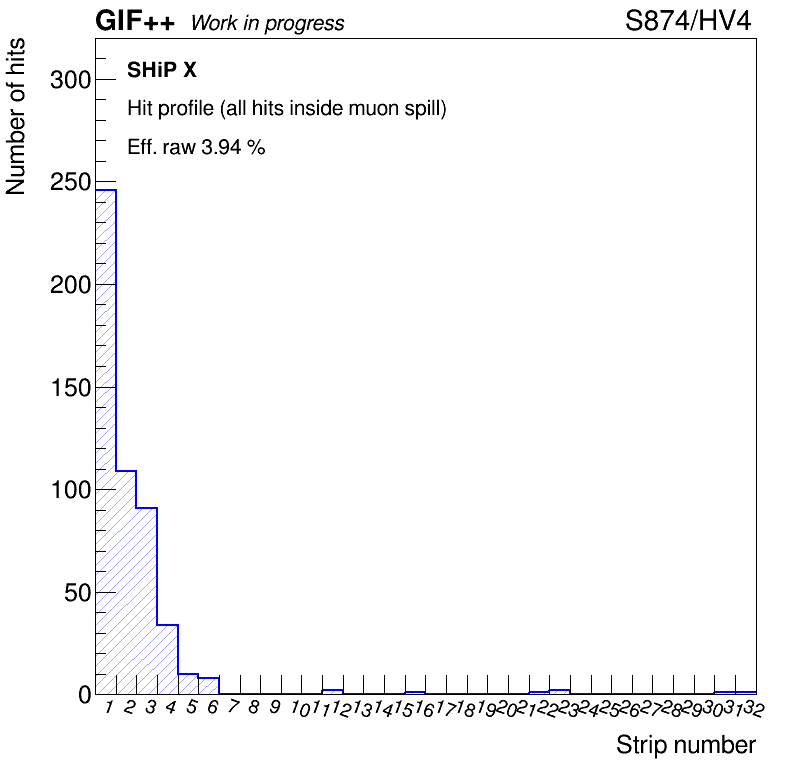 GIF++ Work in progress S874/HV4
Number of hits
SHiP X
Hit profile (all hits inside muon spill)
Eff. raw 3.94 %
300
250
200
150
100
50
0
1 2 3 4 5 6 7 8 9 10 11 12 13 14 15 16 17 18 19 20 21 22 23 24 25 26 27 28 29 30 31 32
Strip number